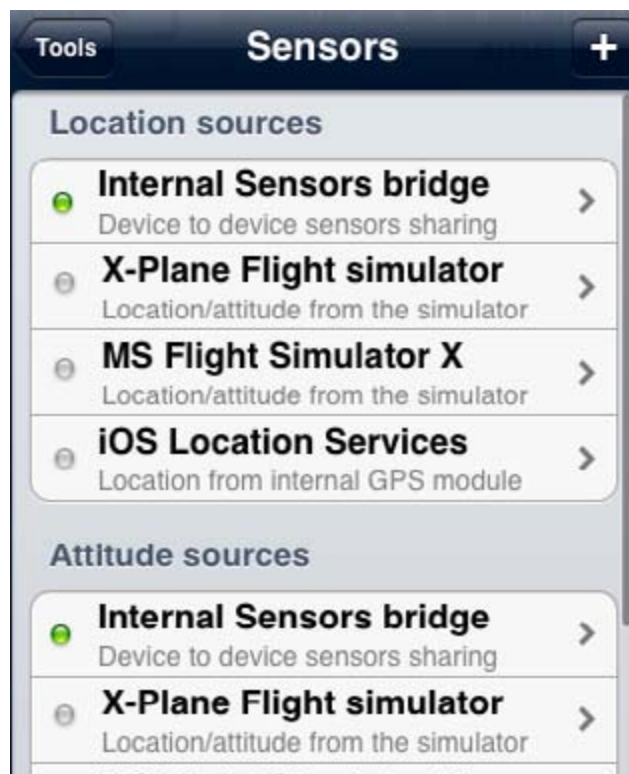 Tools
Sensors
+
Location sources
Internal Sensors bridge
Device to device sensors sharing
X-Plane Flight simulator
Location/attitude from the simulator
MS Flight Simulator X
Location/attitude from the simulator
iOS Location Services
Location from internal GPS module
Attitude sources
Internal Sensors bridge
Device to device sensors sharing
X-Plane Flight simulator
Location/attitude from the simulator